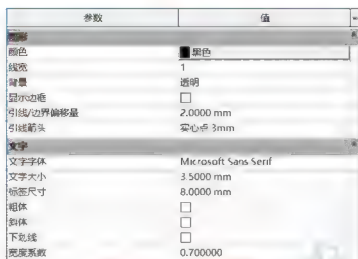 参数 值
图形
颜色 黑色
线宽 1
背景 透明
显示边框
引线/边界偏移量 2.0000 mm
引线箭头 实心点 3mm
文字
文字字体 Microsoft Sans Serif
文字大小 3.5000 mm
标签尺寸 8.0000 mm
粗体
斜体
下划线
宽度系数 0.700000